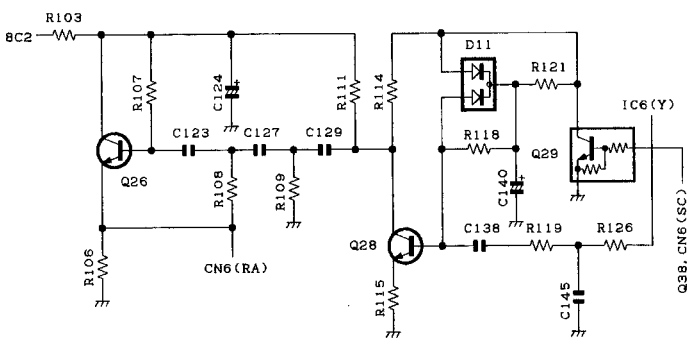 R103
8C2
D11
R107
C124
R111
R114
R121
IC6(Y)
C123
C127
C129
R118
Q29
Q26
R108
R109
C140
Q28
C138
R119
R126
R106
CN6(RA)
R115
C145
Q38,CN6(SC)